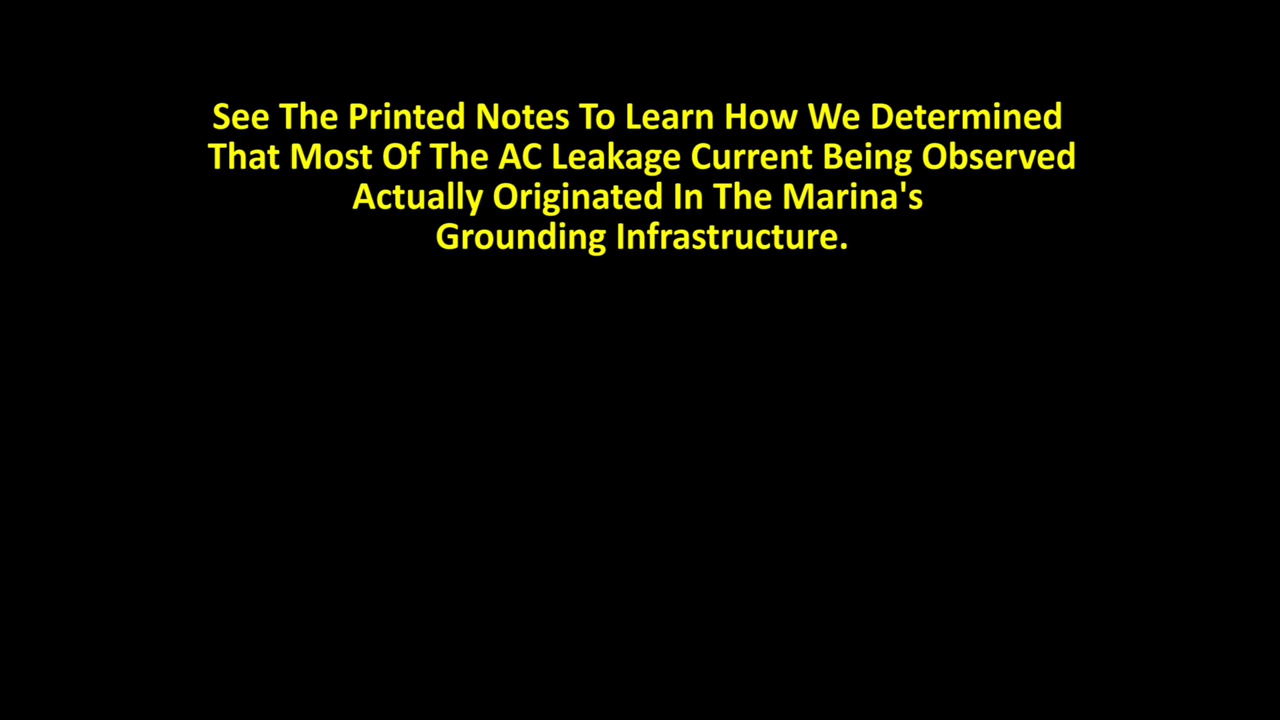 See The Printed Notes To Learn How We Determined
That Most Of The AC Leakage Current Being Observed
Actually Originated In The Marina's
Grounding Infrastructure.